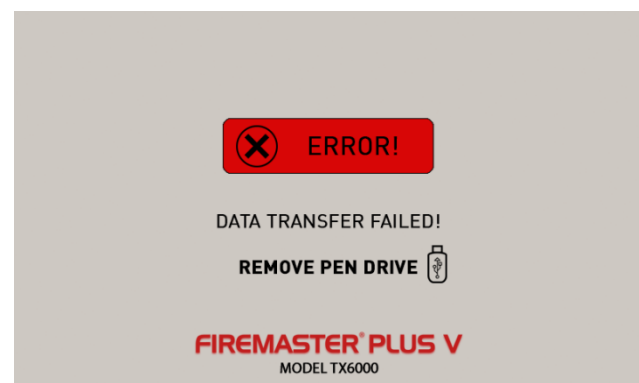 ERROR!
DATA TRANSFER FAILED!
REMOVE PEN DRIVE
FIREMASTER® PLUS V
MODEL TX6000